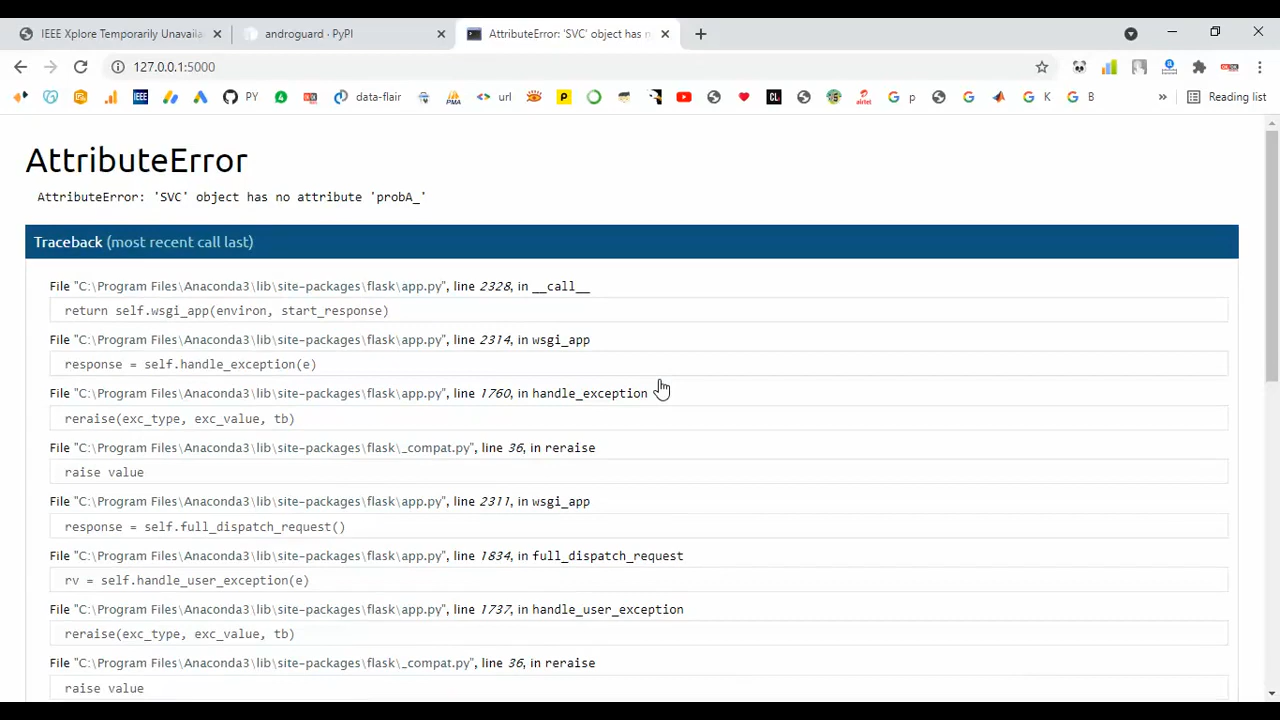 IEEE Xplore Temporarily Unavaila
androguard · PyPI
AttributeError: 'SVC' object has n
127.0.0.1:5000
IEEE
PY
data-flair
PMA
url
P
CL
airtel
G p
G
G K
G B
»
Reading list
AttributeError
AttributeError: 'SVC' object has no attribute 'probA_'
Traceback (most recent call last)
File "C:\Program Files\Anaconda3\lib\site-packages\flask\app.py", line 2328, in __call__
return self.wsgi_app(environ, start_response)
File "C:\Program Files\Anaconda3\lib\site-packages\flask\app.py", line 2314, in wsgi_app
response = self.handle_exception(e)
File "C:\Program Files\Anaconda3\lib\site-packages\flask\app.py", line 1760, in handle_exception
reraise(exc_type, exc_value, tb)
File "C:\Program Files\Anaconda3\lib\site-packages\flask\_compat.py", line 36, in reraise
raise value
File "C:\Program Files\Anaconda3\lib\site-packages\flask\app.py", line 2311, in wsgi_app
response = self.full_dispatch_request()
File "C:\Program Files\Anaconda3\lib\site-packages\flask\app.py", line 1834, in full_dispatch_request
rv = self.handle_user_exception(e)
File "C:\Program Files\Anaconda3\lib\site-packages\flask\app.py", line 1737, in handle_user_exception
reraise(exc_type, exc_value, tb)
File "C:\Program Files\Anaconda3\lib\site-packages\flask\_compat.py", line 36, in reraise
raise value